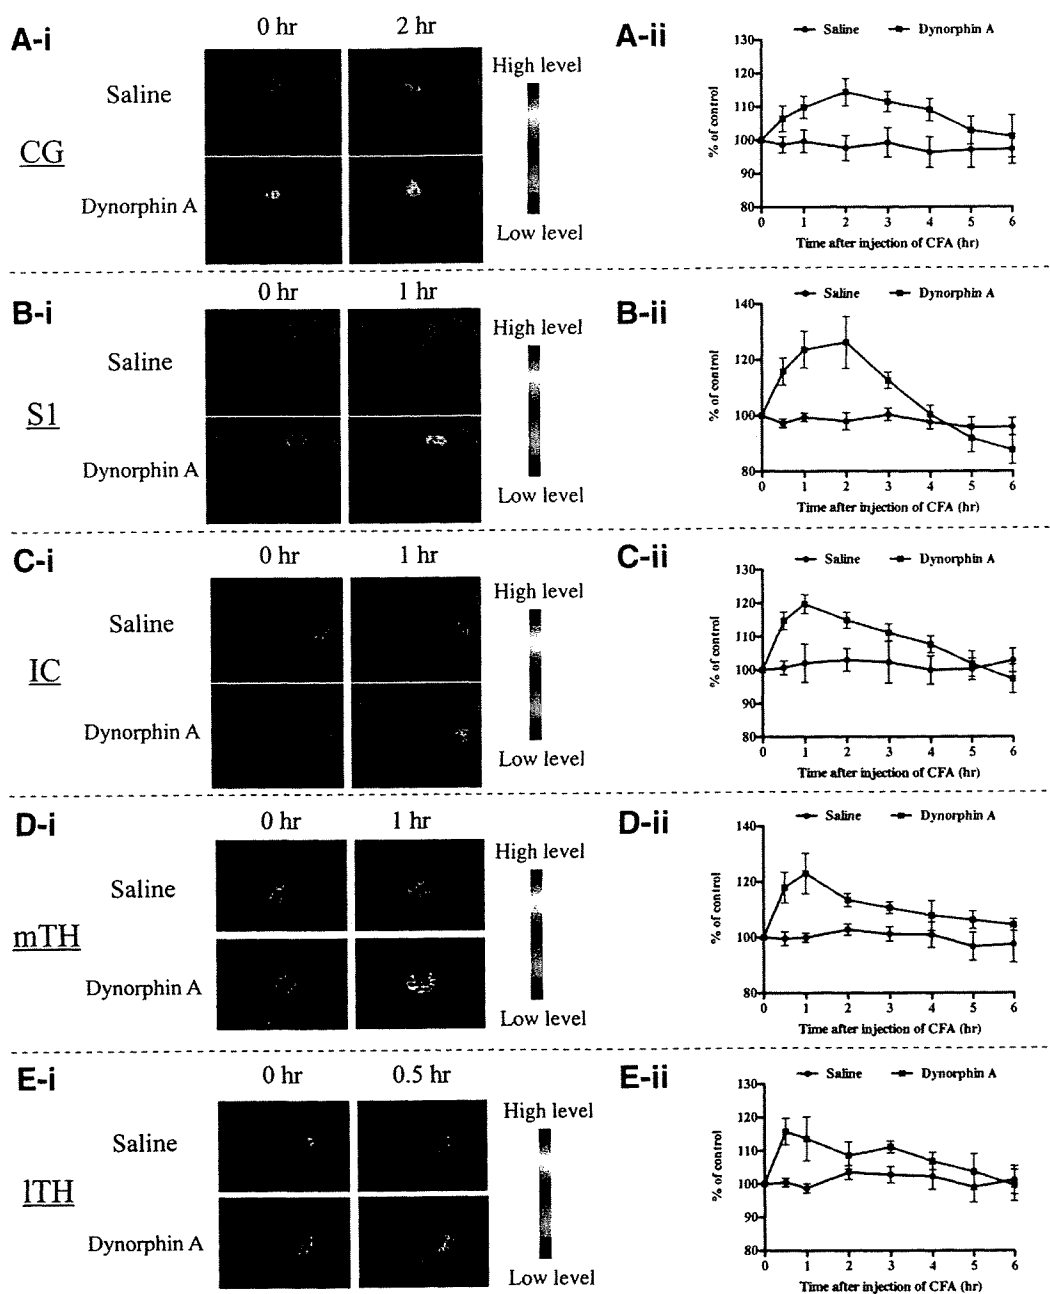 A-i
0 hr 2 hr
Saline
CG
Dynorphin A
High level
Low level
A-ii
Saline Dynorphin A
% of control
130
120
110
100
90
80
0 1 2 3 4 5 6
Time after injection of CFA (hr)
B-i
0 hr 1 hr
Saline
S1
Dynorphin A
High level
Low level
B-ii
Saline Dynorphin A
% of control
140
120
100
80
0 1 2 3 4 5 6
Time after injection of CFA (hr)
C-i
0 hr 1 hr
Saline
IC
Dynorphin A
High level
Low level
C-ii
Saline Dynorphin A
% of control
130
120
110
100
90
80
0 1 2 3 4 5 6
Time after injection of CFA (hr)
D-i
0 hr 1 hr
Saline
mTH
Dynorphin A
High level
Low level
D-ii
Saline Dynorphin A
% of control
140
120
100
80
0 1 2 3 4 5 6
Time after injection of CFA (hr)
E-i
0 hr 0.5 hr
Saline
lTH
Dynorphin A
High level
Low level
E-ii
Saline Dynorphin A
% of control
130
120
110
100
90
80
0 1 2 3 4 5 6
Time after injection of CFA (hr)